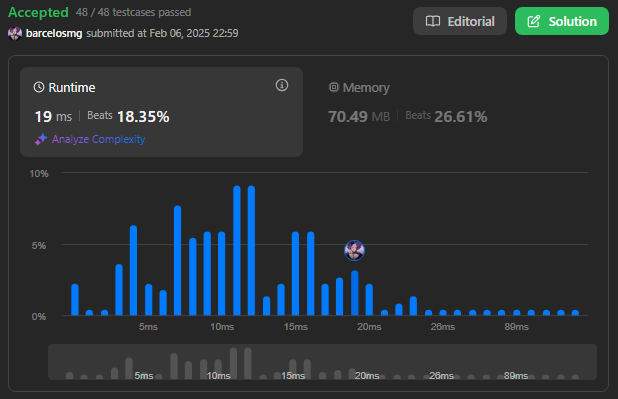 Accepted 48 / 48 testcases passed
Editorial
Solution
barcelosmg submitted at Feb 06, 2025 22:59
Runtime
Memory
19 ms Beats 18.35%
70.49 MB Beats 26.61%
Analyze Complexity
10%
5%
0%
5ms 10ms 15ms 20ms 26ms 89ms
5ms 10ms 15ms 20ms 26ms 89ms